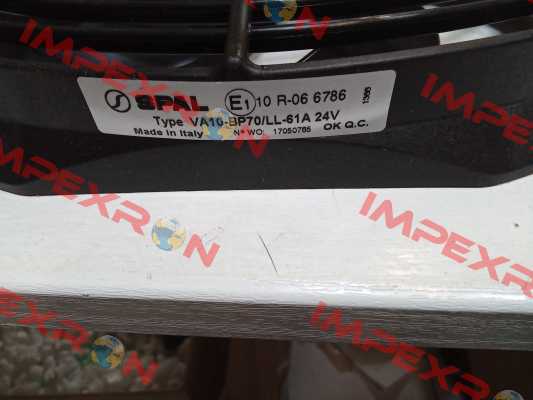 IMPEXRON
SPAL E1 10 R-06 6786 1366
Type VA10-BP70/LL-61A 24V
Made in Italy N° WO: 17050785 OK Q.C.
IMPEXRON
IMPEXRON
IMPEXRON
IMPEXRON